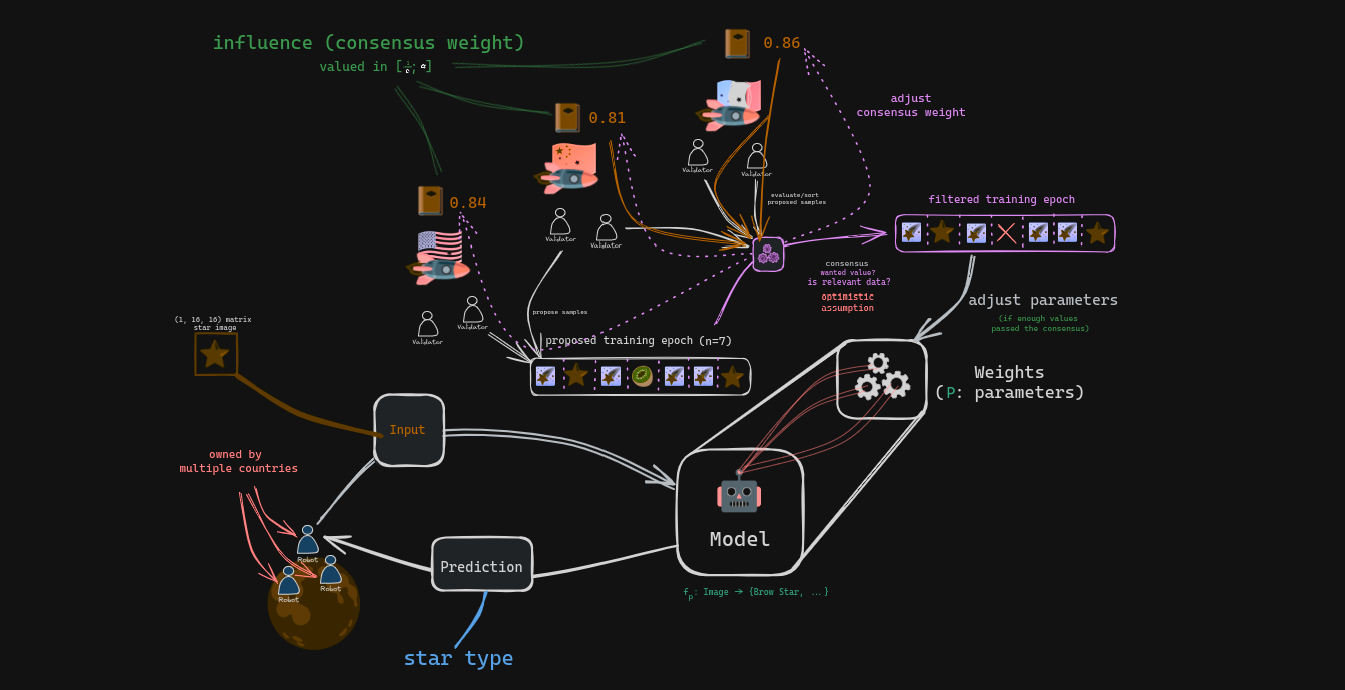 influence (consensus weight)
valued in [
]
0.86
adjust
consensus weight
0.81
Validator
Validator
evaluate/sort
proposed samples
0.84
filtered training epoch
Validator
Validator
consensus
wanted value?
is relevant data?
optimistic
assumption
Validator
Validator
propose samples
adjust parameters
(if enough values
passed the consensus)
(1, 16, 16) matrix
star image
proposed training epoch (n=7)
Weights
(P: parameters)
Input
owned by
multiple countries
Model
Robot
Robot
Robot
Prediction
fp: Image → {Brow Star, ...}
star type